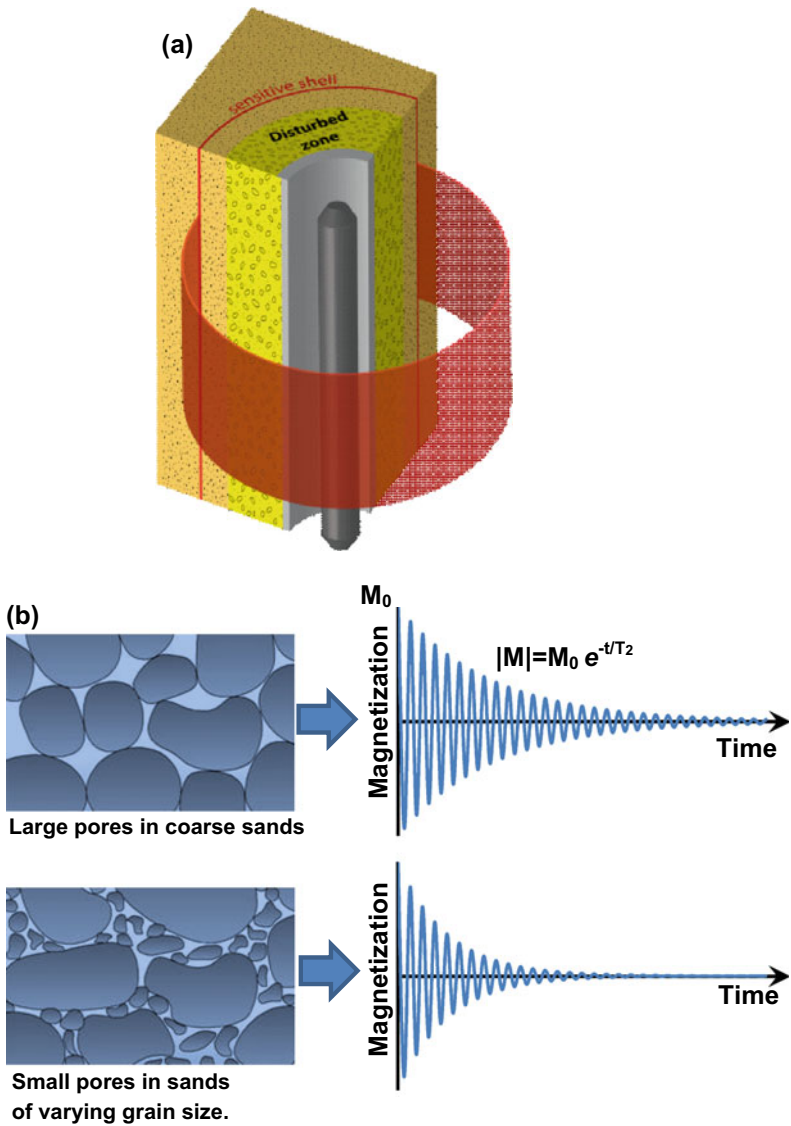 (a)
sensitive shell
Disturbed
zone
(b)
M₀
Magnetization
|M|=M₀ e^-t/T₂
Time
Large pores in coarse sands
Magnetization
Time
Small pores in sands
of varying grain size.